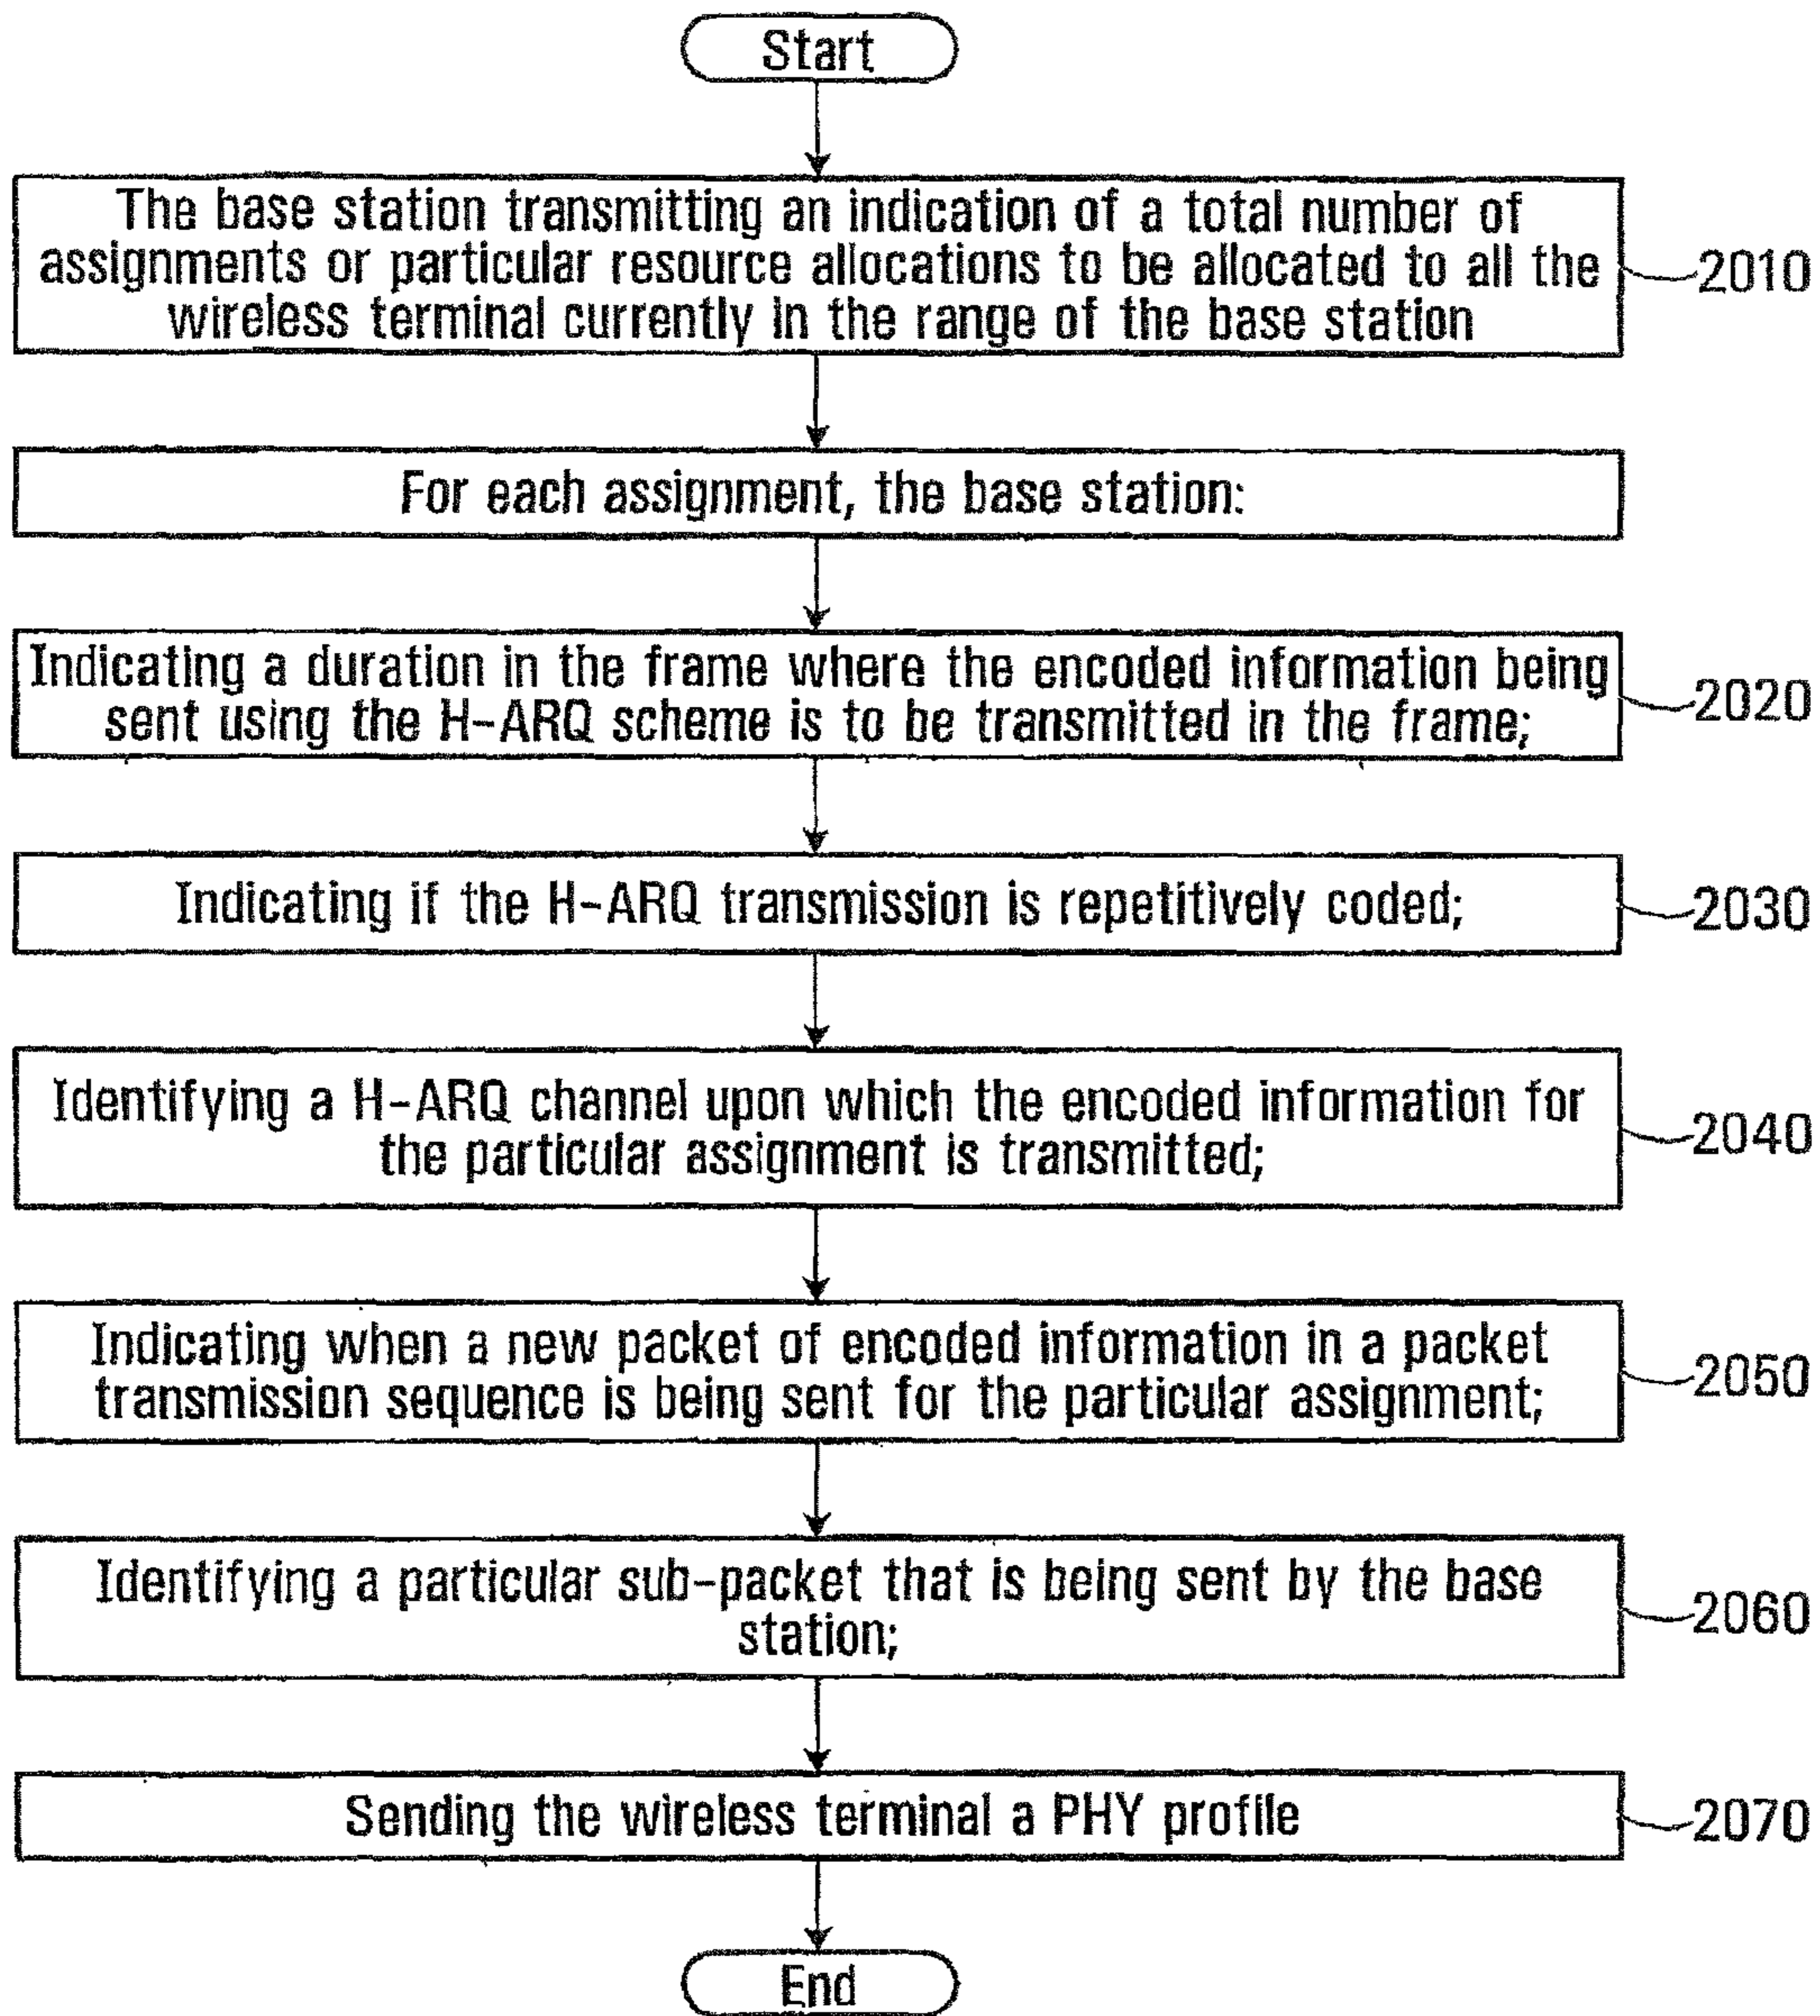 Start
The base station transmitting an indication of a total number of
assignments or particular resource allocations to be allocated to all the
wireless terminal currently in the range of the base station
2010
For each assignment, the base station:
Indicating a duration in the frame where the encoded information being
sent using the H-ARQ scheme is to be transmitted in the frame;
2020
Indicating if the H-ARQ transmission is repetitively coded;
2030
Identifying a H-ARQ channel upon which the encoded information for
the particular assignment is transmitted;
2040
Indicating when a new packet of encoded information in a packet
transmission sequence is being sent for the particular assignment;
2050
Identifying a particular sub-packet that is being sent by the base
station;
2060
Sending the wireless terminal a PHY profile
2070
End